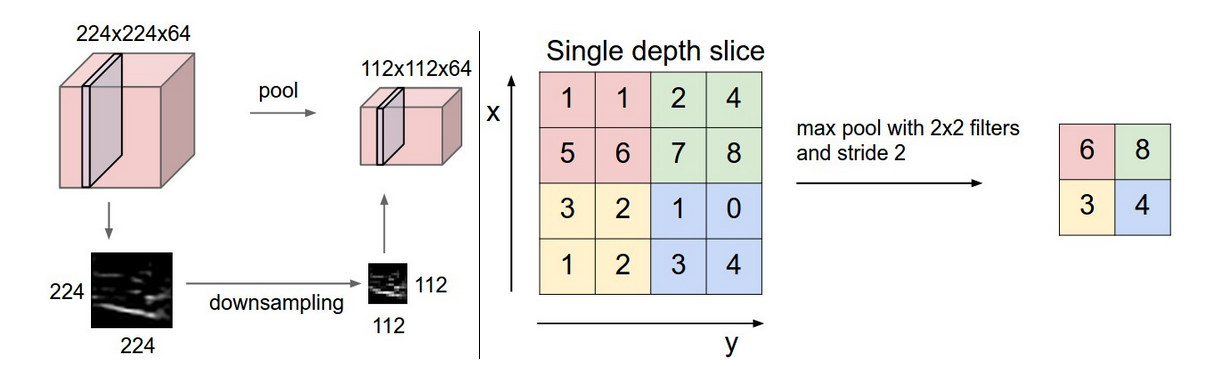 224x224x64
pool
112x112x64
224
224
downsampling
112
112
Single depth slice
x
1 1 2 4
5 6 7 8
3 2 1 0
1 2 3 4
y
max pool with 2x2 filters
and stride 2
6 8
3 4